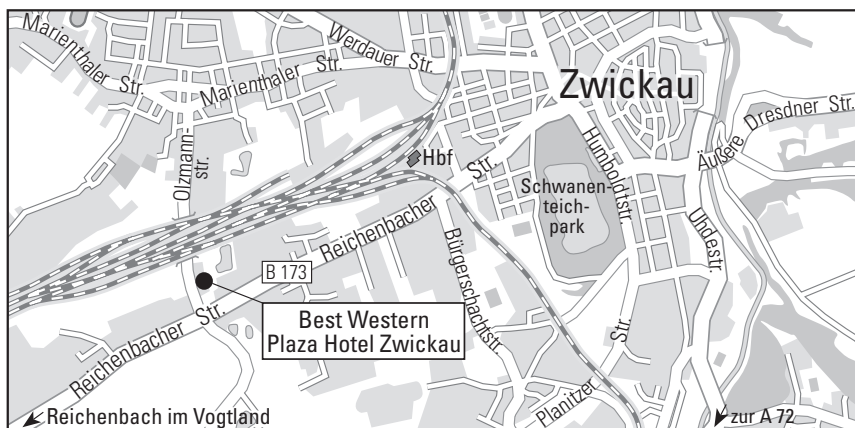 Marienthaler Str.
Werdauer Str.
Marienthaler Str.
Zwickau
Äußere Dresdner Str.
Olzmann-
str.
Hbf
Humboldtstr.
Schwanen-
teich-
park
Uhdestr.
Reichenbacher Str.
Bürgerschachtstr.
B 173
Best Western
Plaza Hotel Zwickau
Reichenbacher Str.
Planitzer Str.
Reichenbach im Vogtland
zur A 72